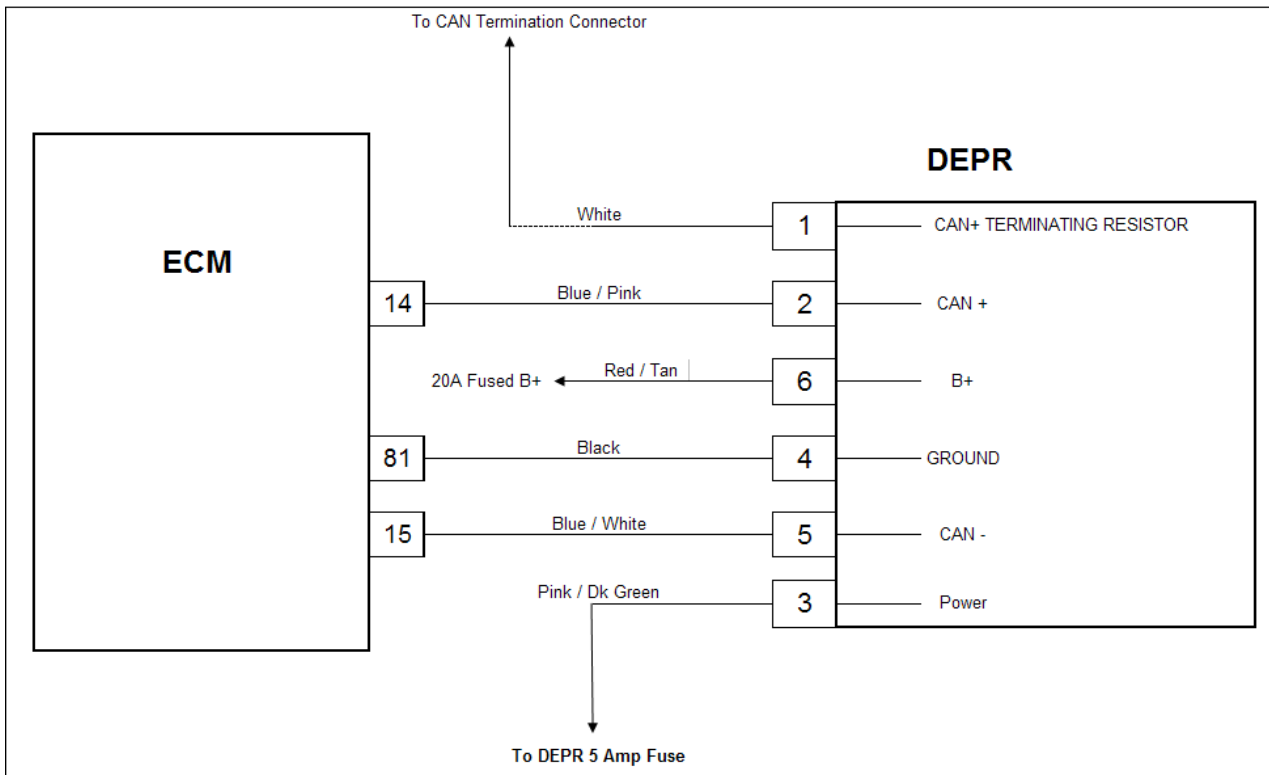 To CAN Termination Connector
DEPR
White
1
CAN+ TERMINATING RESISTOR
ECM
14
Blue / Pink
2
CAN +
20A Fused B+
Red / Tan
6
B+
81
Black
4
GROUND
15
Blue / White
5
CAN -
Pink / Dk Green
3
Power
To DEPR 5 Amp Fuse